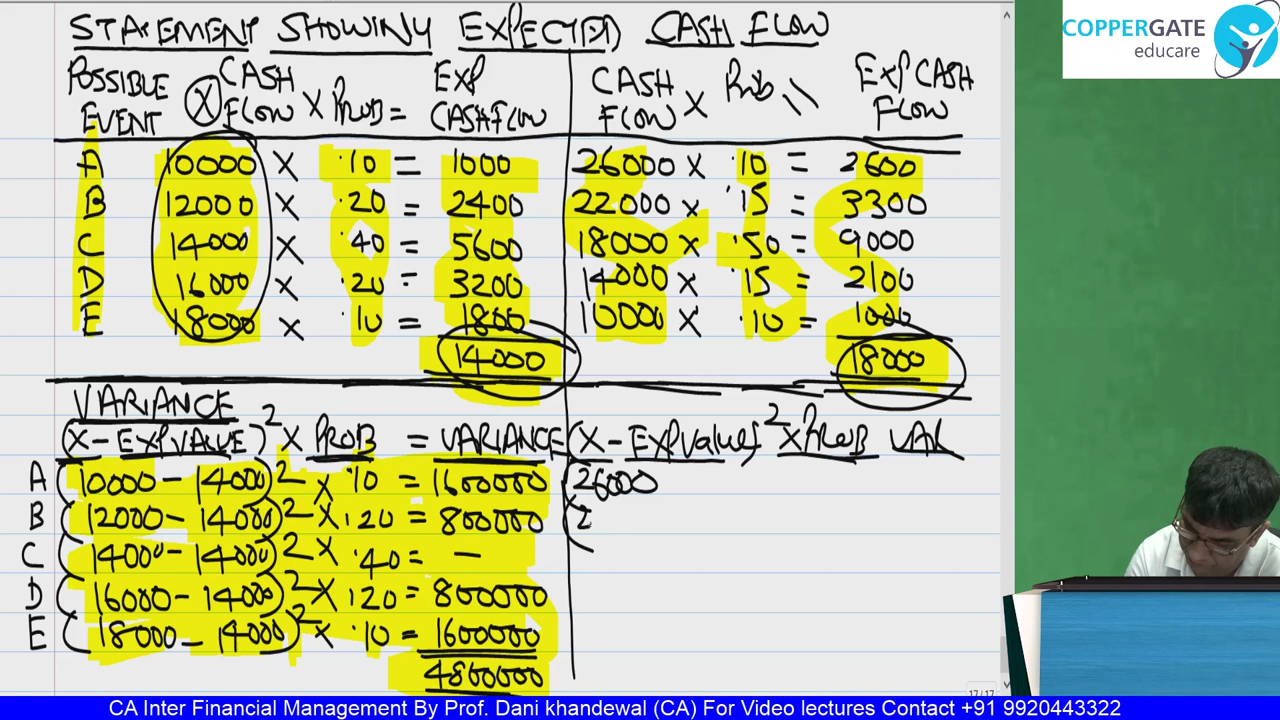 STATEMENT SHOWING EXPECTED CASH FLOW
POSSIBLE EVENT (X) CASH FLOW X PROB = EXP CASHFLOW CASH FLOW X Prob = EXP CASH FLOW
A 10000 X .10 = 1000 26000 X .10 = 2600
B 12000 X .20 = 2400 22000 X .15 = 3300
C 14000 X .40 = 5600 18000 X .50 = 9000
D 16000 X .20 = 3200 14000 X .15 = 2100
E 18000 X .10 = 1800 10000 X .10 = 1000
14000 18000
VARIANCE
(X - EXP VALUE)² X PROB = VARIANCE (X - EXP Value)² X PROB VAR
A (10000 - 14000)² X .10 = 1600000 26000
B (12000 - 14000)² X .20 = 800000 (2
C (14000 - 14000)² X .40 = -
D (16000 - 14000)² X .20 = 800000
E (18000 - 14000)² X .10 = 1600000
4800000
COPPERGATE
educare
17/17
CA Inter Financial Management By Prof. Dani khandewal (CA) For Video lectures Contact +91 9920443322